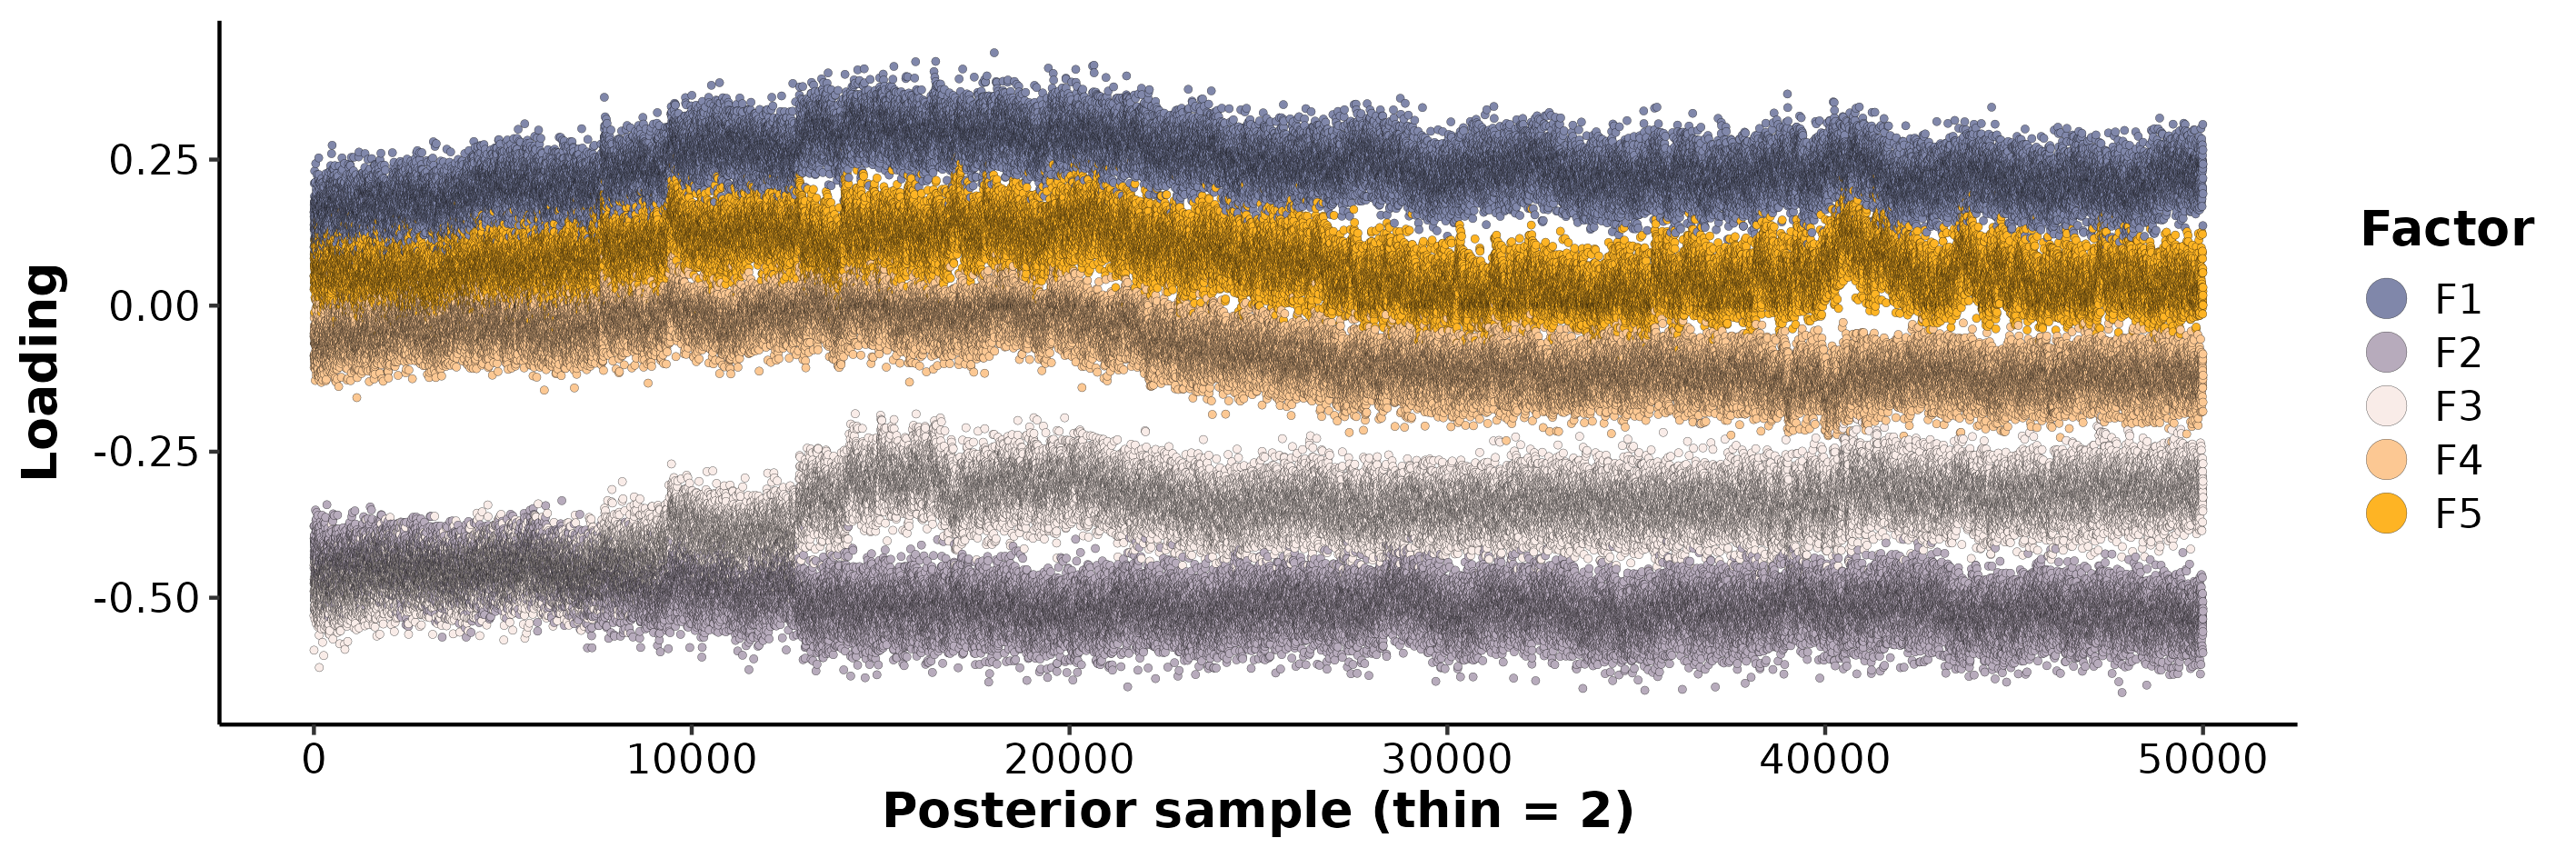 Loading
0.25
0.00
-0.25
-0.50
0
10000
20000
30000
40000
50000
Posterior sample (thin = 2)
Factor
F1
F2
F3
F4
F5